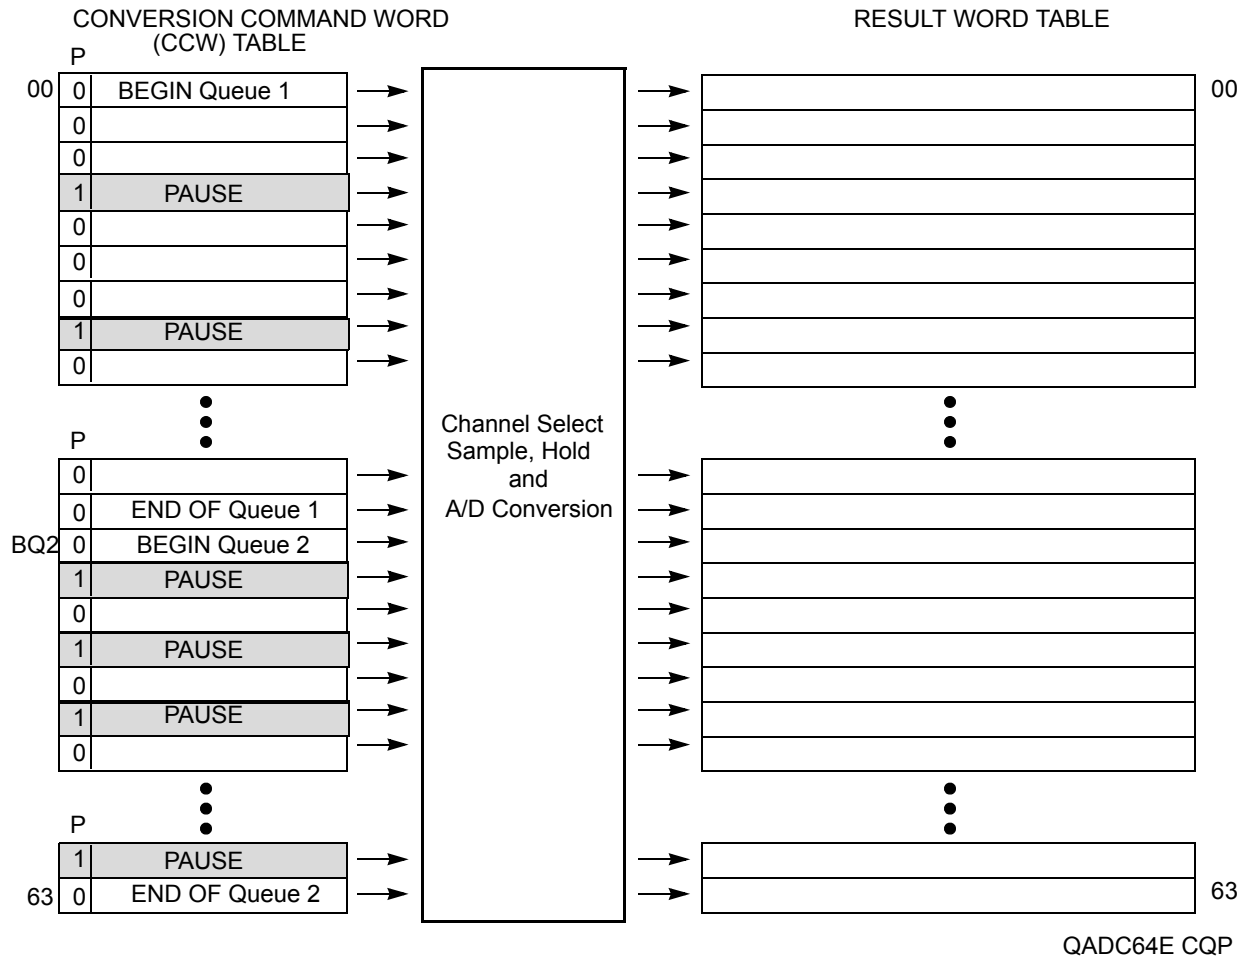 CONVERSION COMMAND WORD
(CCW) TABLE
RESULT WORD TABLE
P
00 0 BEGIN Queue 1 00
0
0
1 PAUSE
0
0
0
1 PAUSE
0
Channel Select
Sample, Hold
and
A/D Conversion
P
0
0 END OF Queue 1
BQ2 0 BEGIN Queue 2
1 PAUSE
0
1 PAUSE
0
1 PAUSE
0
P
1 PAUSE
63 0 END OF Queue 2 63
QADC64E CQP